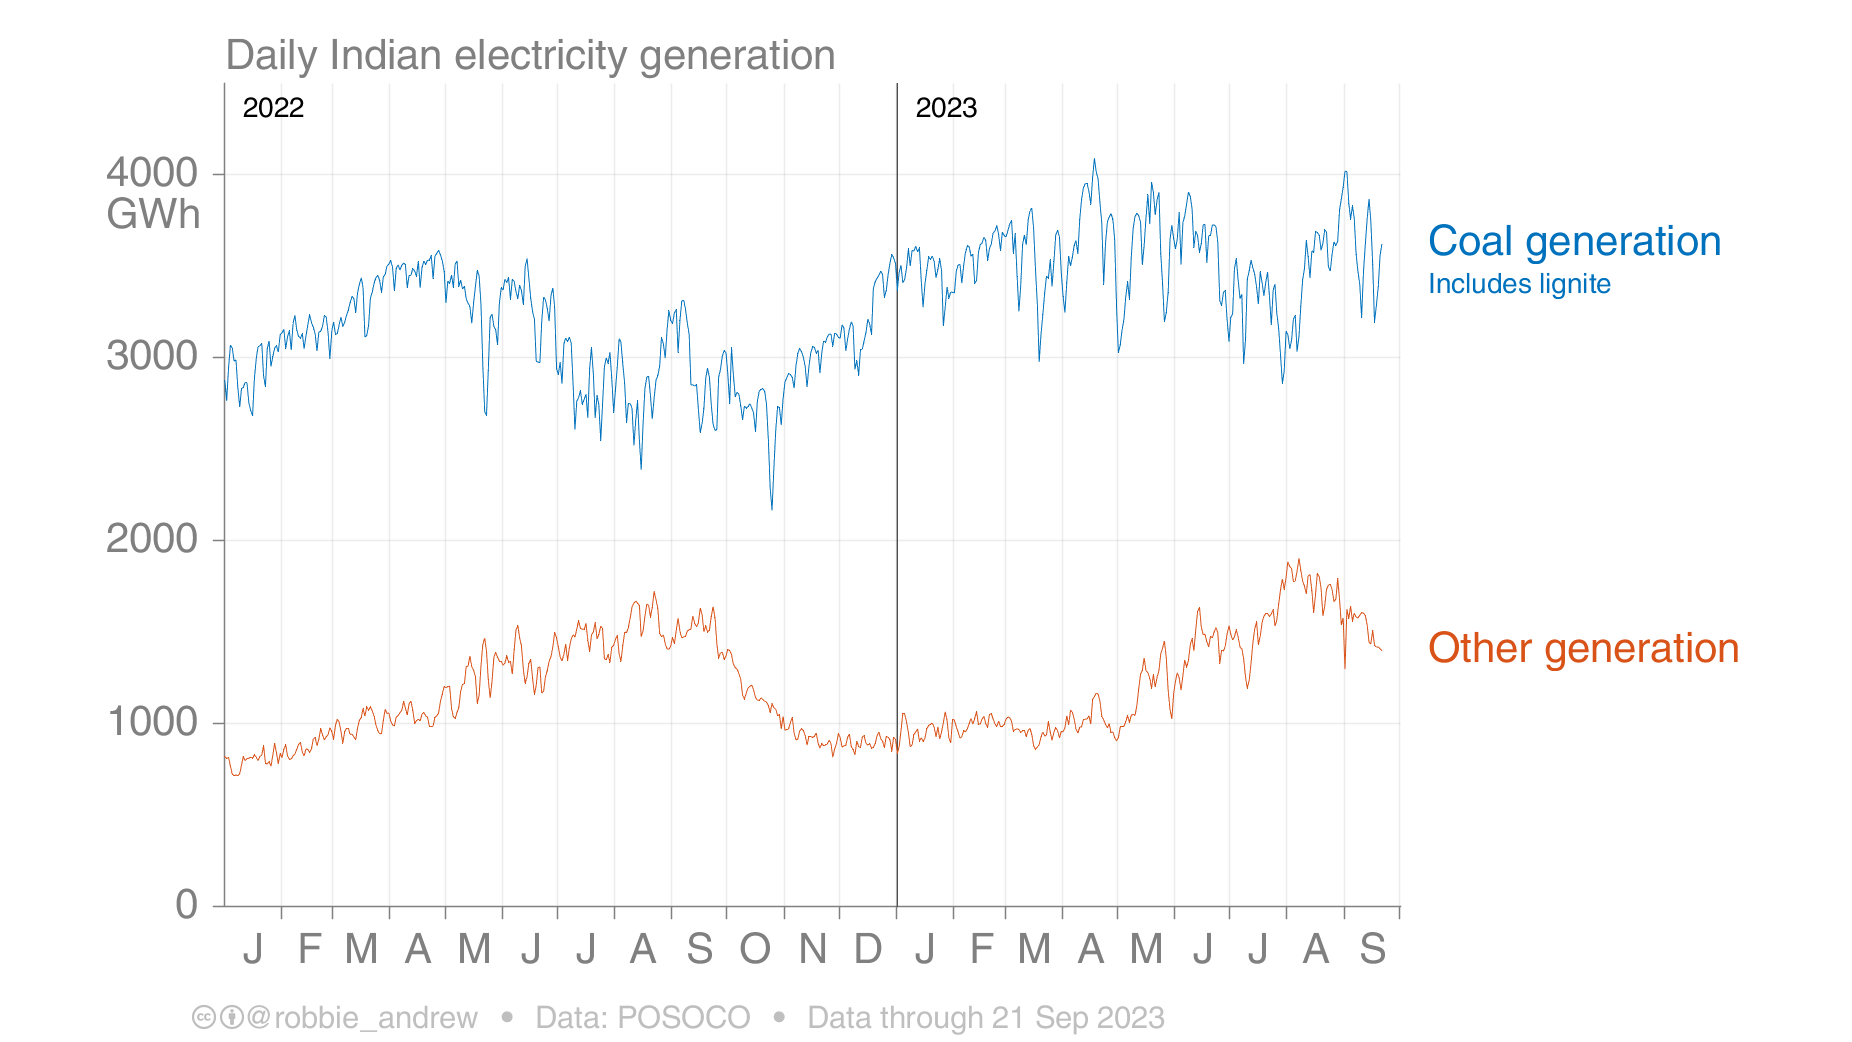 Daily Indian electricity generation
2022
2023
4000
GWh
3000
2000
1000
0
Coal generation
Includes lignite
Other generation
J F M A M J J A S O N D J F M A M J J A S
@robbie_andrew • Data: POSOCO • Data through 21 Sep 2023